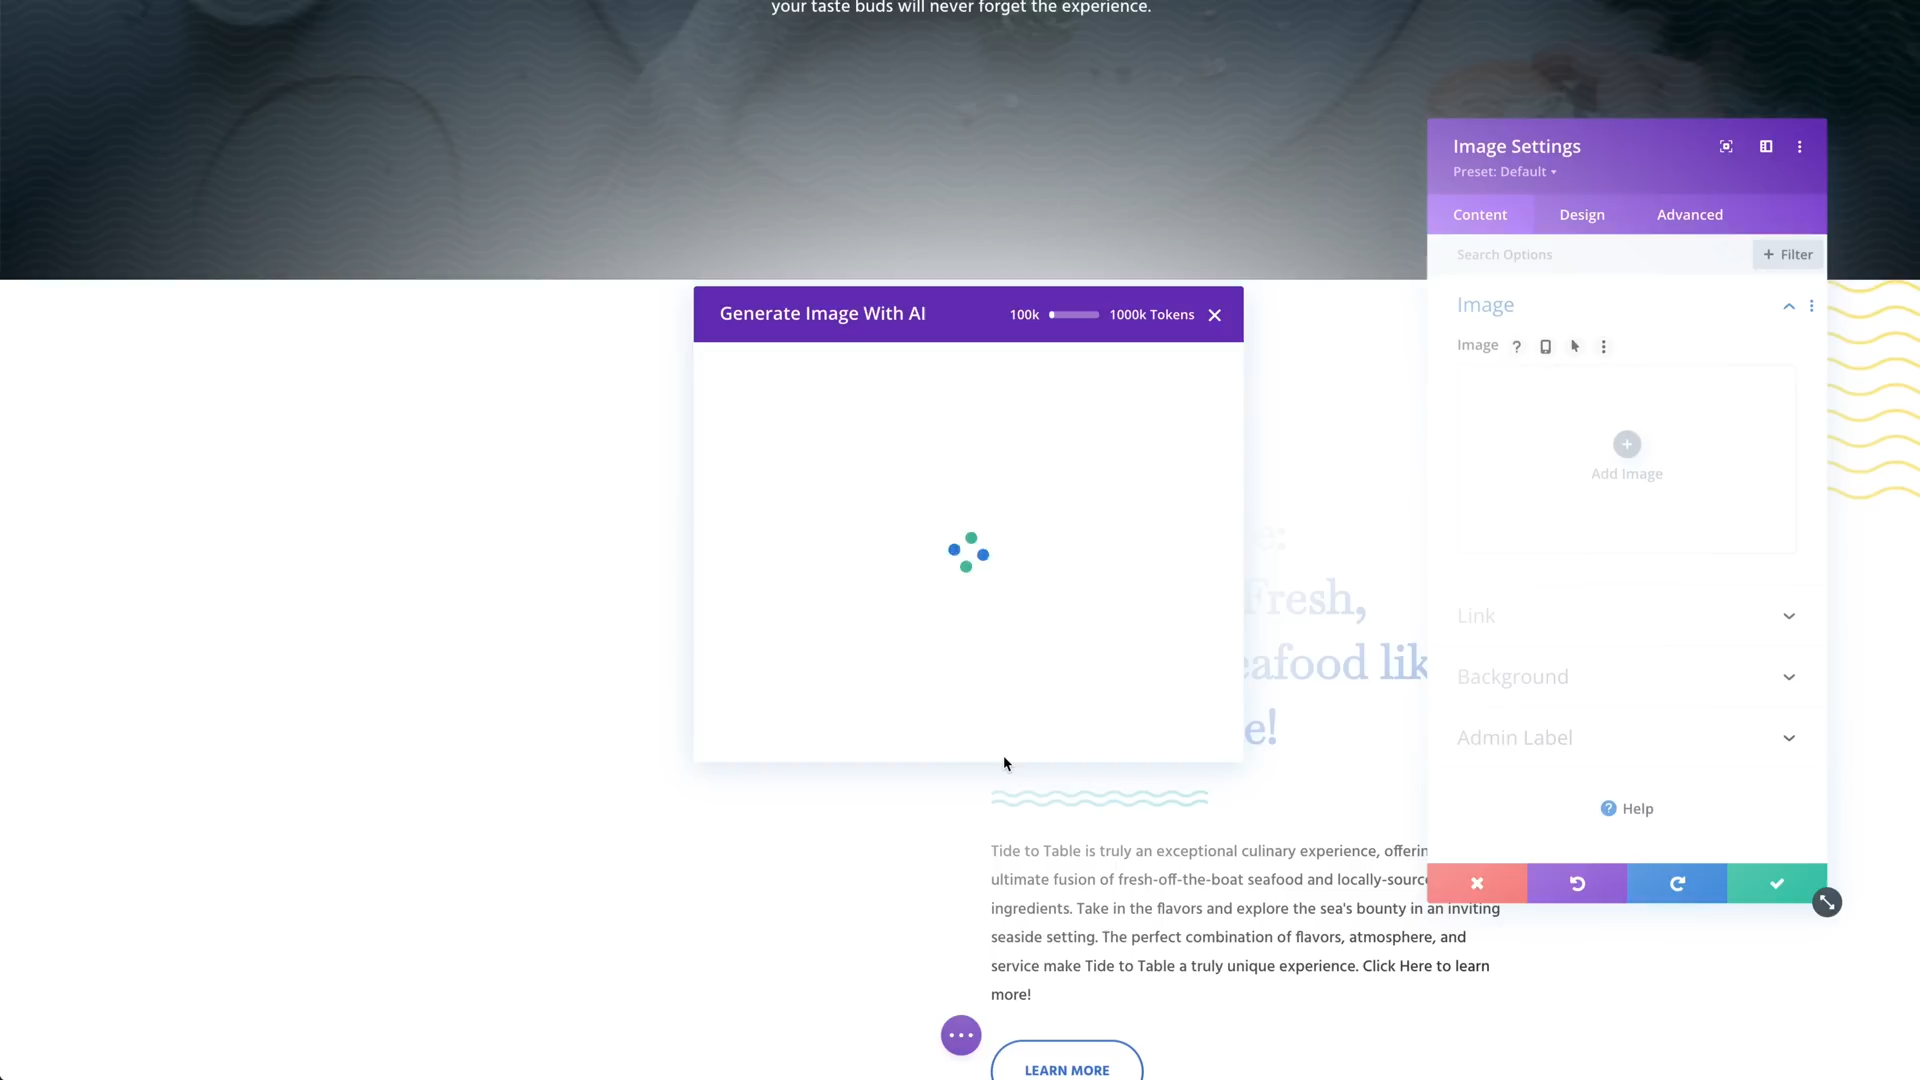 your taste buds will never forget the experience.
Image Settings
Preset: Default
Content
Design
Advanced
Search Options
+ Filter
Generate Image With AI
100k
1000k Tokens
Image
Image
?
Add Image
e:
Fresh,
eafood lik
e!
Link
Background
Admin Label
? Help
Tide to Table is truly an exceptional culinary experience, offerin
ultimate fusion of fresh-off-the-boat seafood and locally-source
ingredients. Take in the flavors and explore the sea's bounty in an inviting
seaside setting. The perfect combination of flavors, atmosphere, and
service make Tide to Table a truly unique experience. Click Here to learn
more!
LEARN MORE